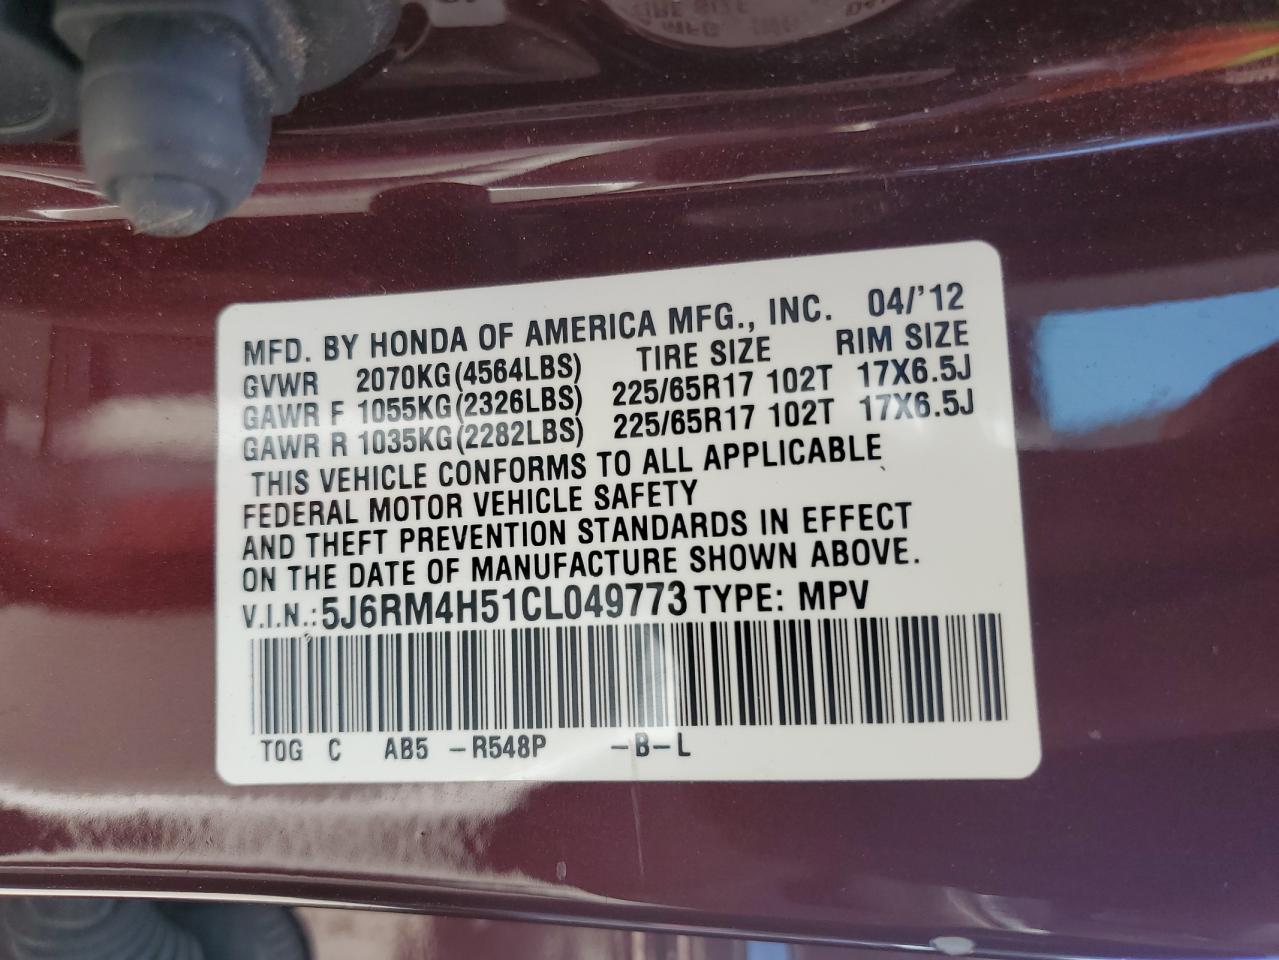 MFD. BY HONDA OF AMERICA MFG., INC. 04/'12
GVWR 2070KG(4564LBS) TIRE SIZE RIM SIZE
GAWR F 1055KG(2326LBS) 225/65R17 102T 17X6.5J
GAWR R 1035KG(2282LBS) 225/65R17 102T 17X6.5J
THIS VEHICLE CONFORMS TO ALL APPLICABLE
FEDERAL MOTOR VEHICLE SAFETY
AND THEFT PREVENTION STANDARDS IN EFFECT
ON THE DATE OF MANUFACTURE SHOWN ABOVE.
V.I.N.: 5J6RM4H51CL049773 TYPE: MPV
TOG C AB5 -R548P -B-L